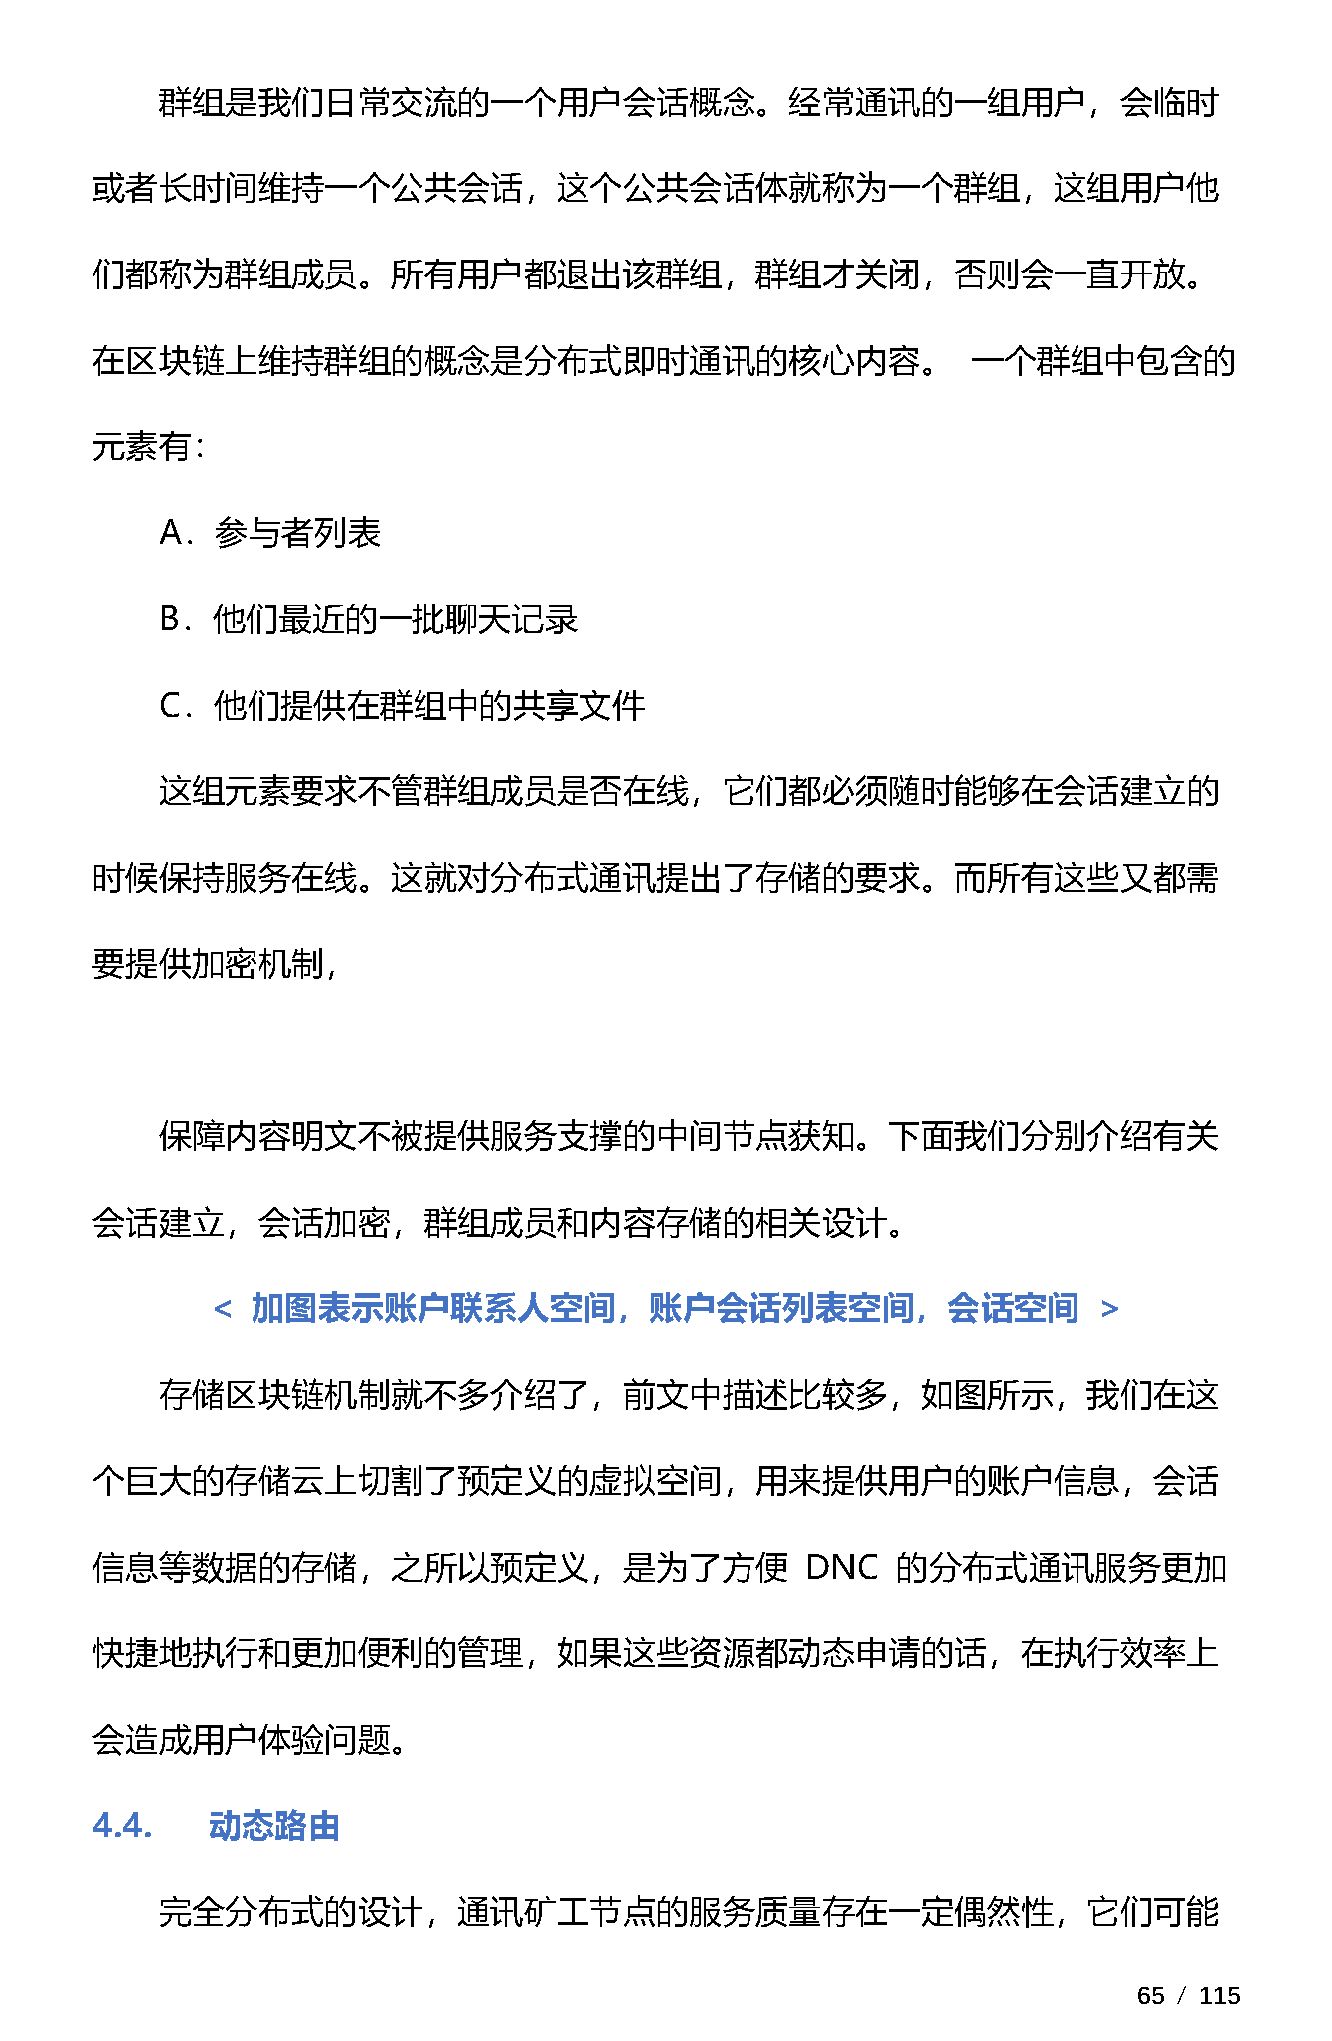 群组是我们日常交流的一个用户会话概念。经常通讯的一组用户，会临时
或者长时间维持一个公共会话，这个公共会话体就称为一个群组，这组用户他
们都称为群组成员。所有用户都退出该群组，群组才关闭，否则会一直开放。
在区块链上维持群组的概念是分布式即时通讯的核心内容。 一个群组中包含的
元素有：
A．参与者列表
B．他们最近的一批聊天记录
C．他们提供在群组中的共享文件
这组元素要求不管群组成员是否在线，它们都必须随时能够在会话建立的
时候保持服务在线。这就对分布式通讯提出了存储的要求。而所有这些又都需
要提供加密机制，
保障内容明文不被提供服务支撑的中间节点获知。下面我们分别介绍有关
会话建立，会话加密，群组成员和内容存储的相关设计。
< 加图表示账户联系人空间，账户会话列表空间，会话空间 >
存储区块链机制就不多介绍了，前文中描述比较多，如图所示，我们在这
个巨大的存储云上切割了预定义的虚拟空间，用来提供用户的账户信息，会话
信息等数据的存储，之所以预定义，是为了方便 DNC 的分布式通讯服务更加
快捷地执行和更加便利的管理，如果这些资源都动态申请的话，在执行效率上
会造成用户体验问题。
4.4. 动态路由
完全分布式的设计，通讯矿工节点的服务质量存在一定偶然性，它们可能
65 / 115